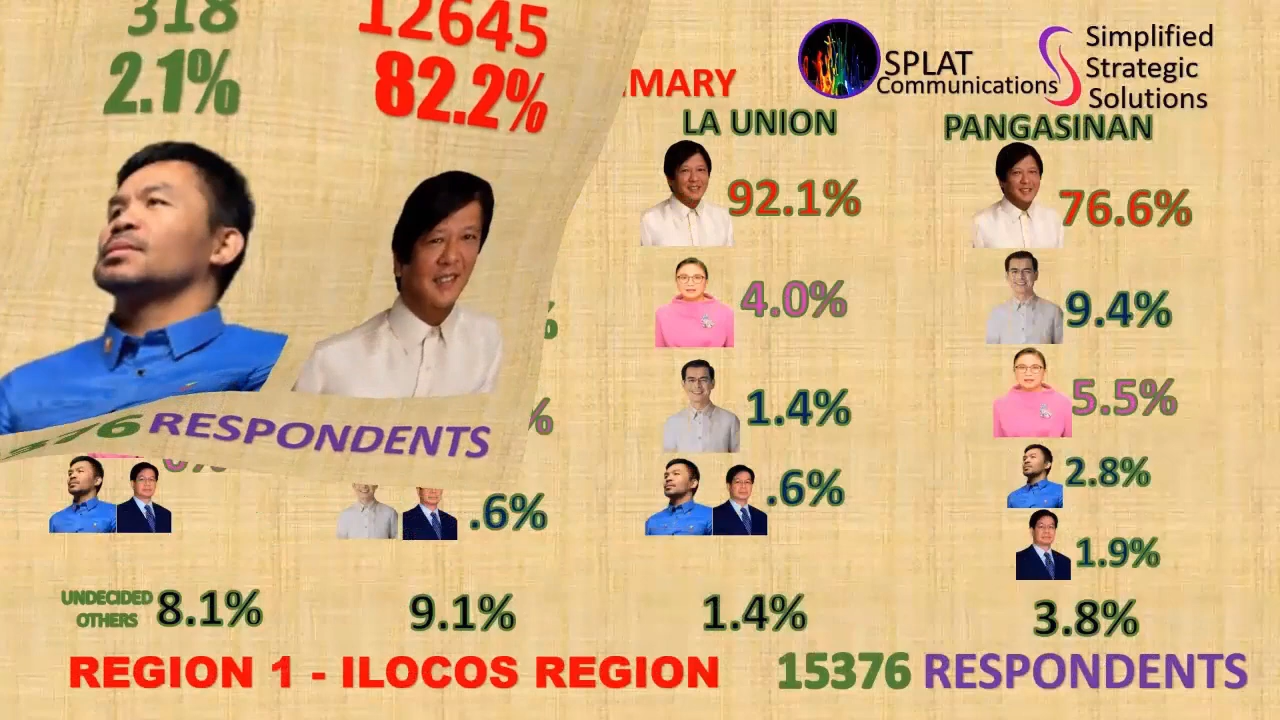 318
2.1%
12645
82.2%
MARY
SPLAT
Communications
Simplified
Strategic
Solutions
LA UNION
PANGASINAN
92.1%
76.6%
4.0%
9.4%
%
1.4%
5.5%
%
RESPONDENTS
.6%
.6%
2.8%
1.9%
UNDECIDED
OTHERS
8.1%
9.1%
1.4%
3.8%
REGION 1 - ILOCOS REGION
15376 RESPONDENTS